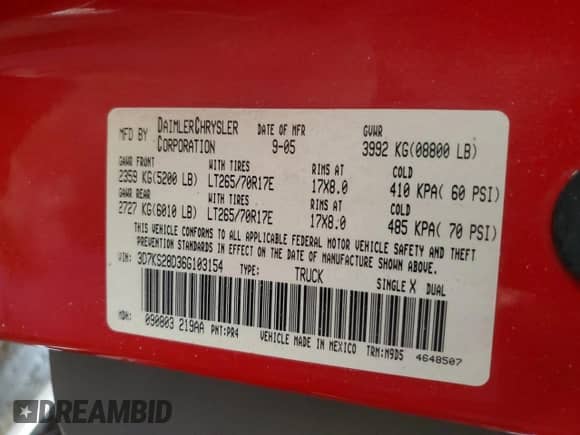 MFD BY DAIMLERCHRYSLER CORPORATION DATE OF MFR 9-05 GVWR 3992 KG(08800 LB)
GAWR FRONT WITH TIRES RIMS AT COLD
2359 KG(5200 LB) LT265/70R17E 17X8.0 410 KPA( 60 PSI)
GAWR REAR WITH TIRES RIMS AT COLD
2727 KG(6010 LB) LT265/70R17E 17X8.0 485 KPA( 70 PSI)
THIS VEHICLE CONFORMS TO ALL APPLICABLE FEDERAL MOTOR VEHICLE SAFETY AND THEFT
PREVENTION STANDARDS IN EFFECT ON THE DATE OF MANUFACTURE SHOWN ABOVE.
VIN: 3D7KS28D36G103154 TYPE: TRUCK SINGLE X DUAL
MDH: 090803 219AA PNT:PR4 VEHICLE MADE IN MEXICO TRM:M9D5 4648507
DREAMBID